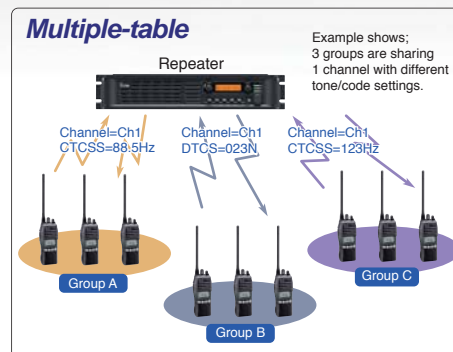 Multiple-table
Example shows;
3 groups are sharing
1 channel with different
tone/code settings.
Repeater
Channel=Ch1
CTCSS=88.5Hz
Channel=Ch1
DTCS=023N
Channel=Ch1
CTCSS=123Hz
Group A
Group B
Group C